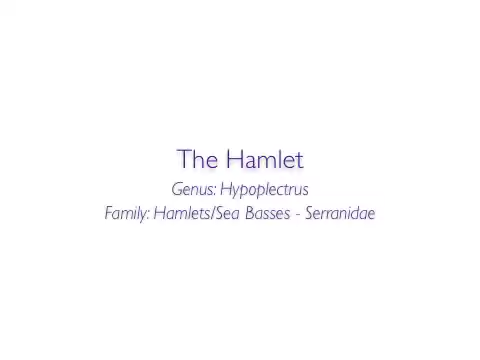 The Hamlet
Genus: Hypoplectrus
Family: Hamlets/Sea Basses - Serranidae